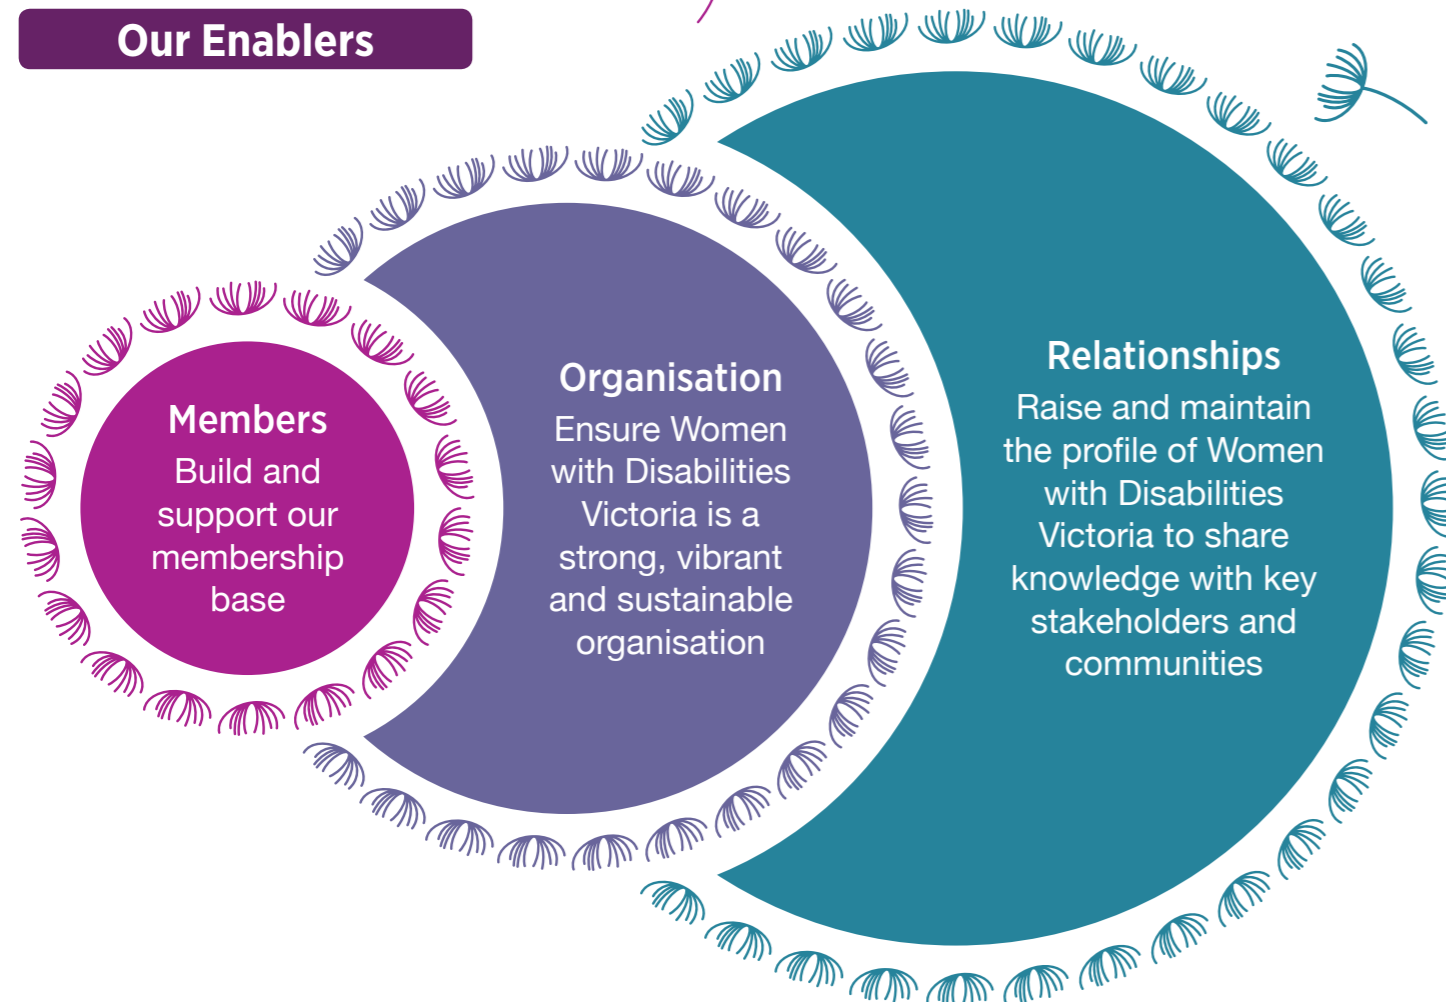 Our Enablers
Members
Build and
support our
membership
base
Organisation
Ensure Women
with Disabilities
Victoria is a
strong, vibrant
and sustainable
organisation
Relationships
Raise and maintain
the profile of Women
with Disabilities
Victoria to share
knowledge with key
stakeholders and
communities